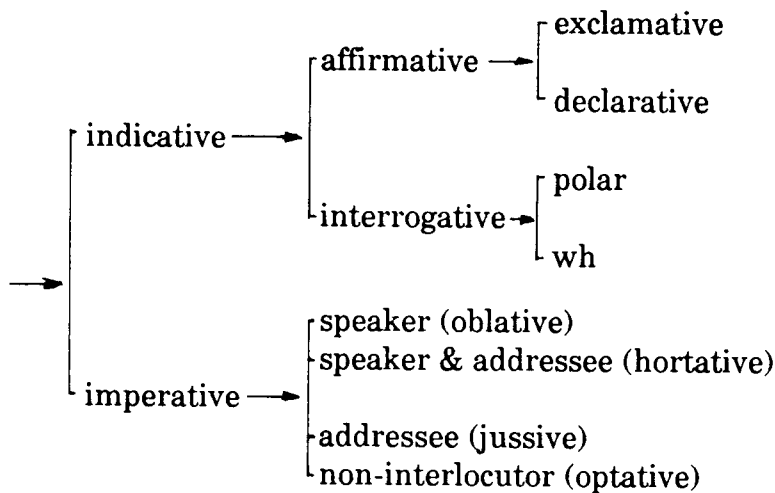 exclamative
affirmative
declarative
indicative
polar
interrogative
wh
speaker (oblative)
speaker & addressee (hortative)
imperative
addressee (jussive)
non-interlocutor (optative)